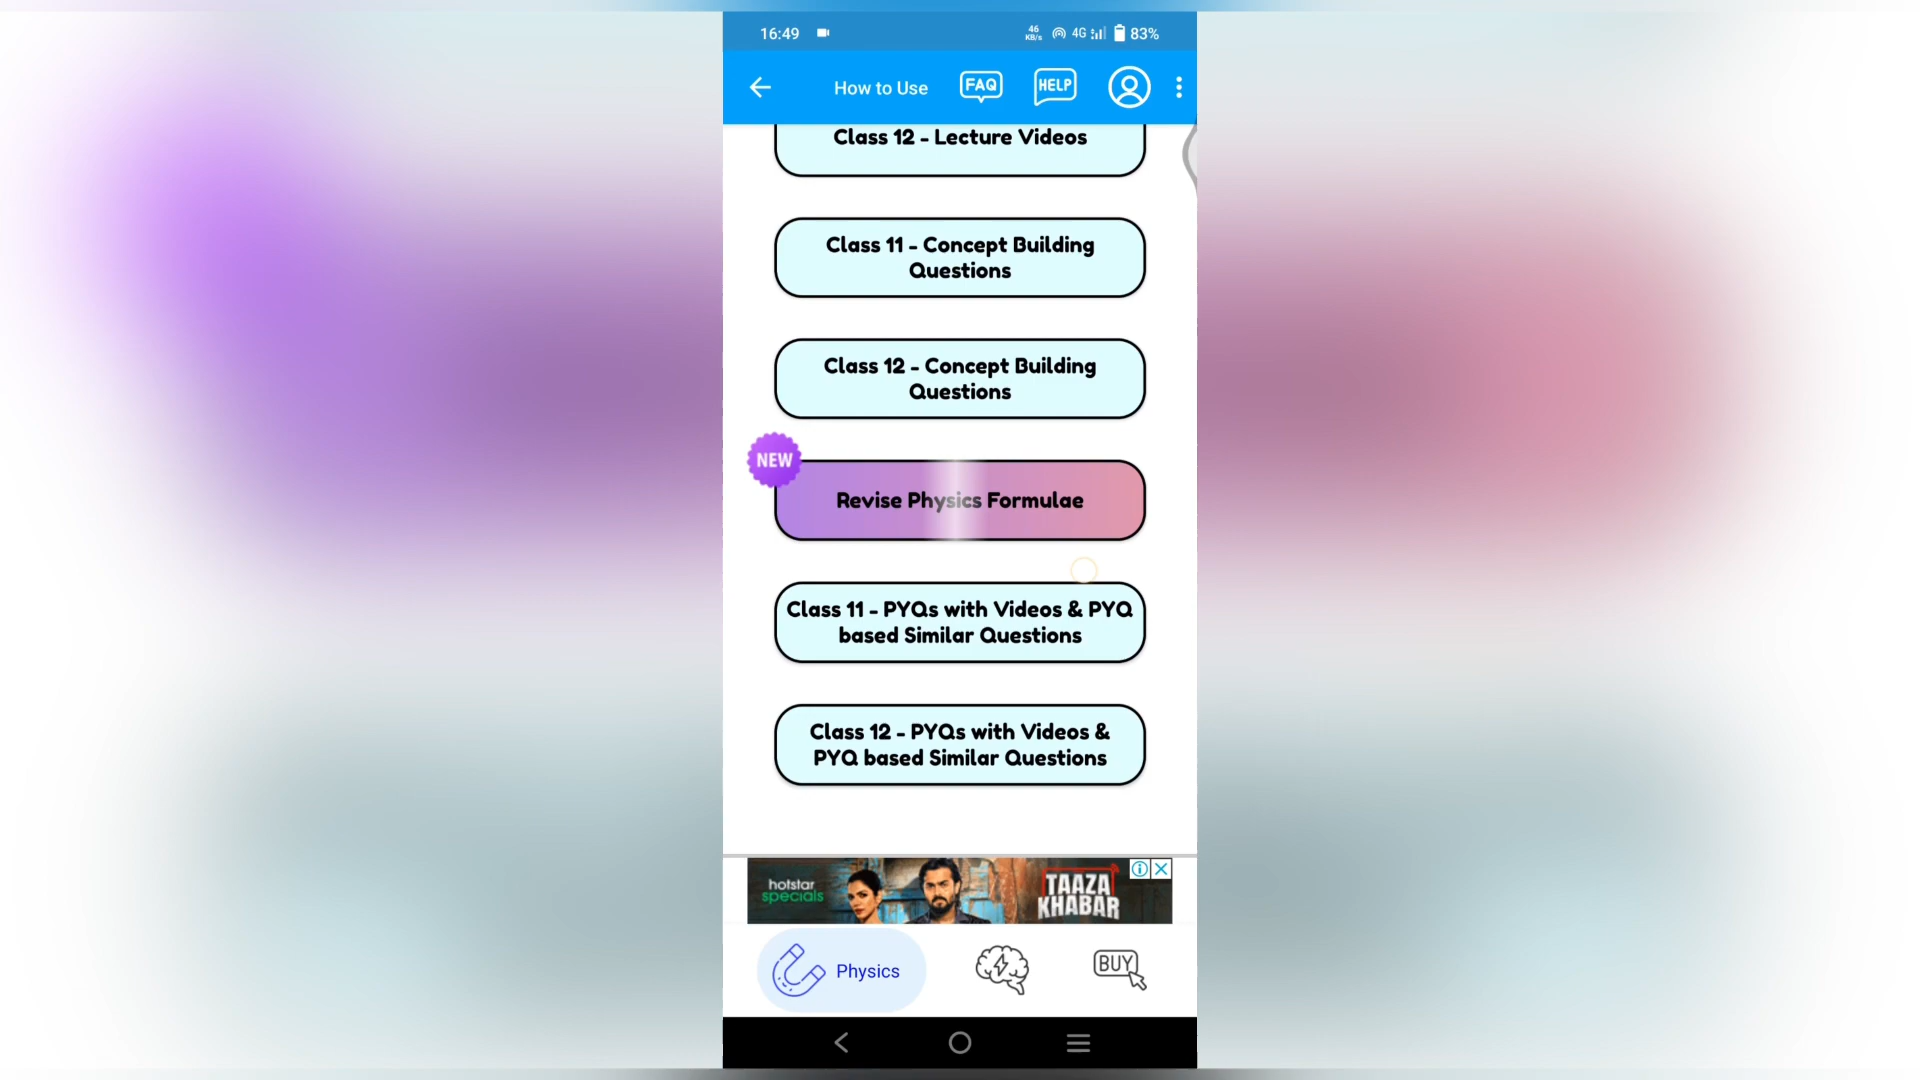 16:49
46
KB/s
4G
83%
How to Use
FAQ
HELP
Class 12 - Lecture Videos
Class 11 - Concept Building
Questions
Class 12 - Concept Building
Questions
NEW
Revise Physics Formulae
Class 11 - PYQs with Videos & PYQ
based Similar Questions
Class 12 - PYQs with Videos &
PYQ based Similar Questions
hotstar
specials
TAAZA
KHABAR
Physics
BUY